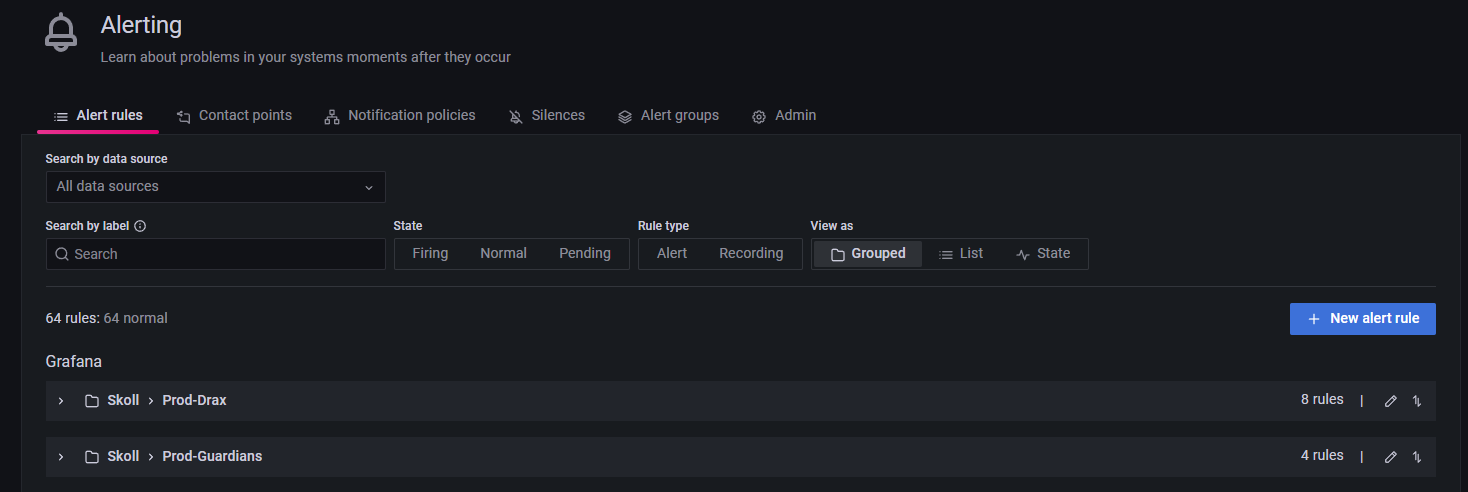 Alerting
Learn about problems in your systems moments after they occur
Alert rules Contact points Notification policies Silences Alert groups Admin
Search by data source
All data sources
Search by label State Rule type View as
Search Firing Normal Pending Alert Recording Grouped List State
64 rules: 64 normal + New alert rule
Grafana
Skoll > Prod-Drax 8 rules |
Skoll > Prod-Guardians 4 rules |